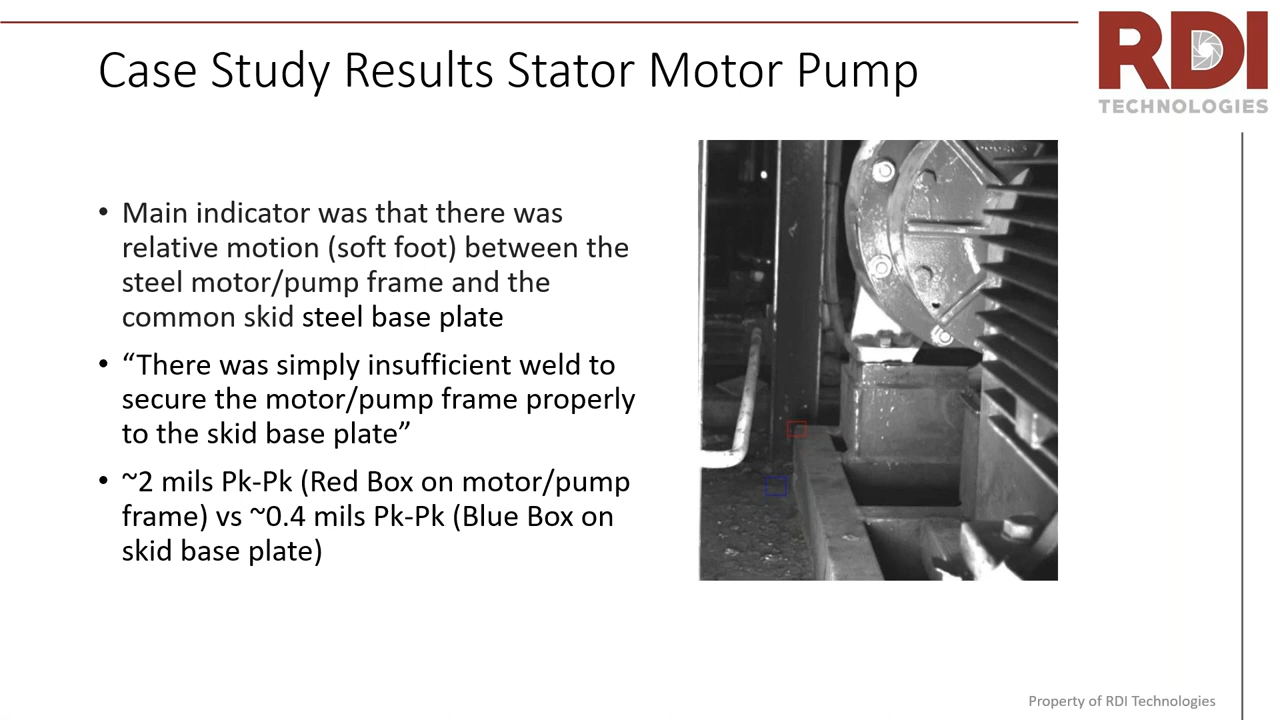 Case Study Results Stator Motor Pump
RDI
TECHNOLOGIES
• Main indicator was that there was
relative motion (soft foot) between the
steel motor/pump frame and the
common skid steel base plate
• “There was simply insufficient weld to
secure the motor/pump frame properly
to the skid base plate”
• ~2 mils Pk-Pk (Red Box on motor/pump
frame) vs ~0.4 mils Pk-Pk (Blue Box on
skid base plate)
Property of RDI Technologies